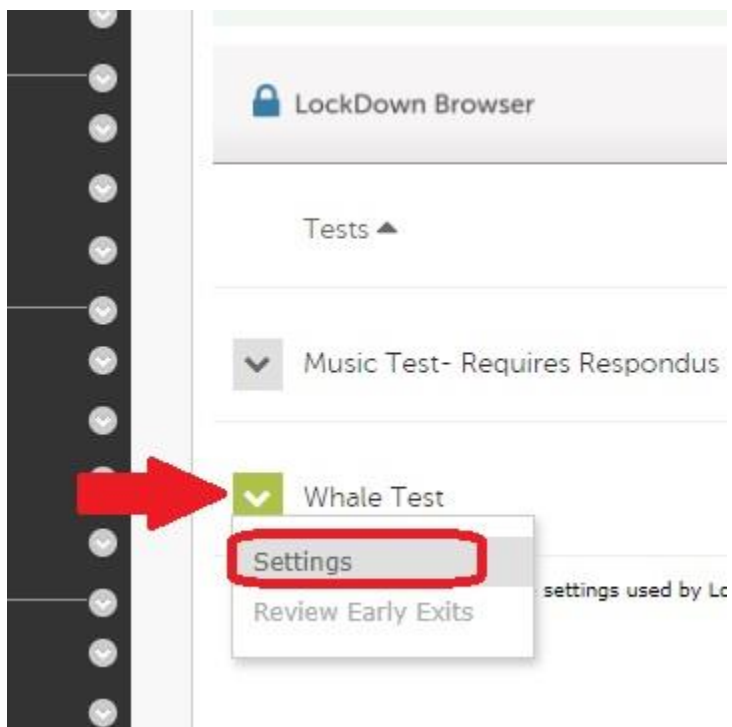 LockDown Browser
Tests
Music Test- Requires Respondus
Whale Test
Settings
settings used by Lo
Review Early Exits